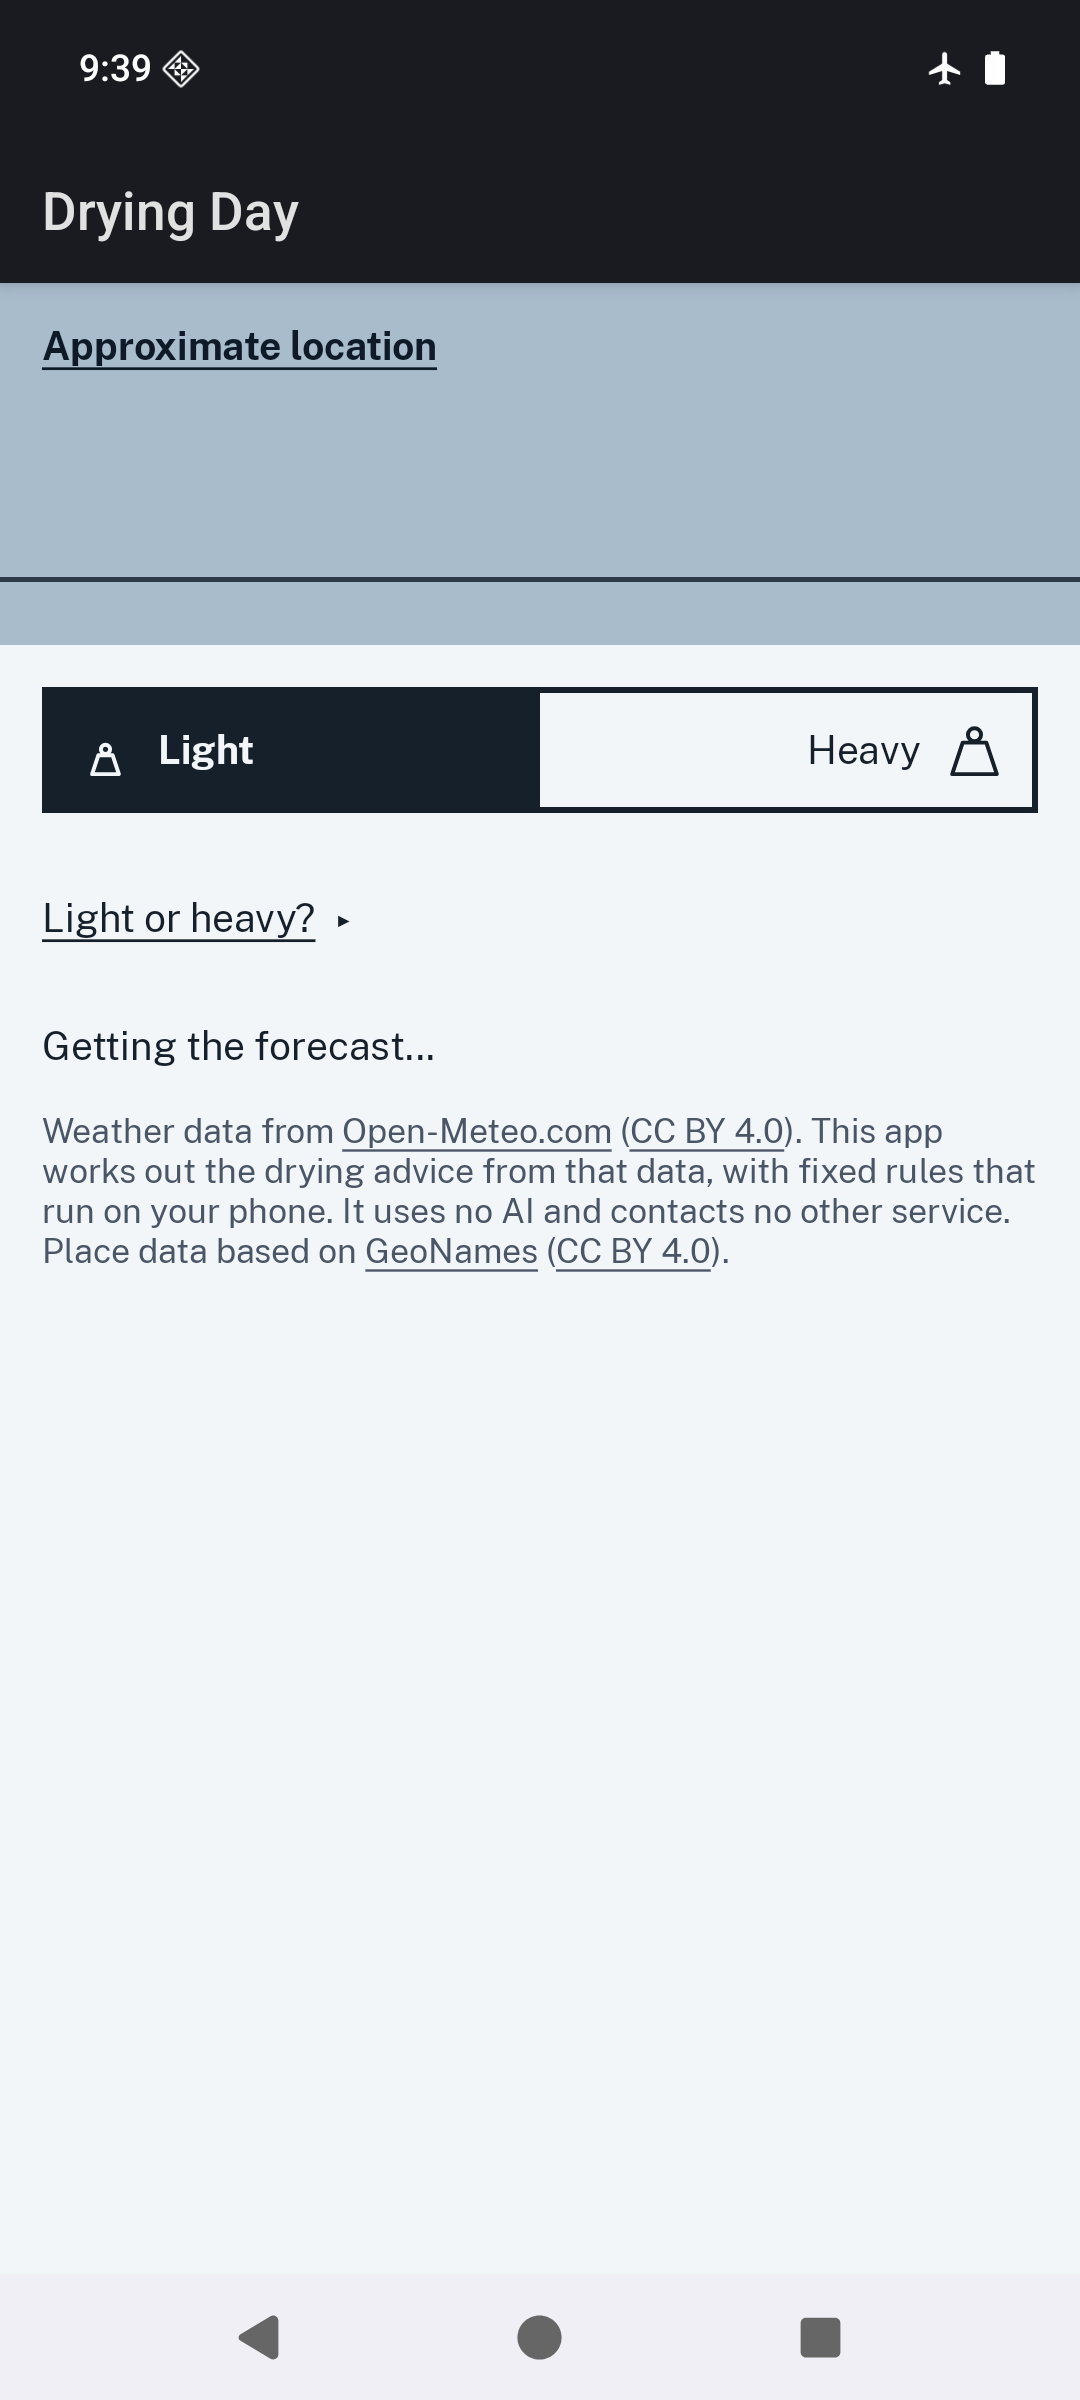 9:39
Drying Day
Approximate location
Light
Heavy
Light or heavy? ▸
Getting the forecast...
Weather data from Open-Meteo.com (CC BY 4.0). This app
works out the drying advice from that data, with fixed rules that
run on your phone. It uses no AI and contacts no other service.
Place data based on GeoNames (CC BY 4.0).